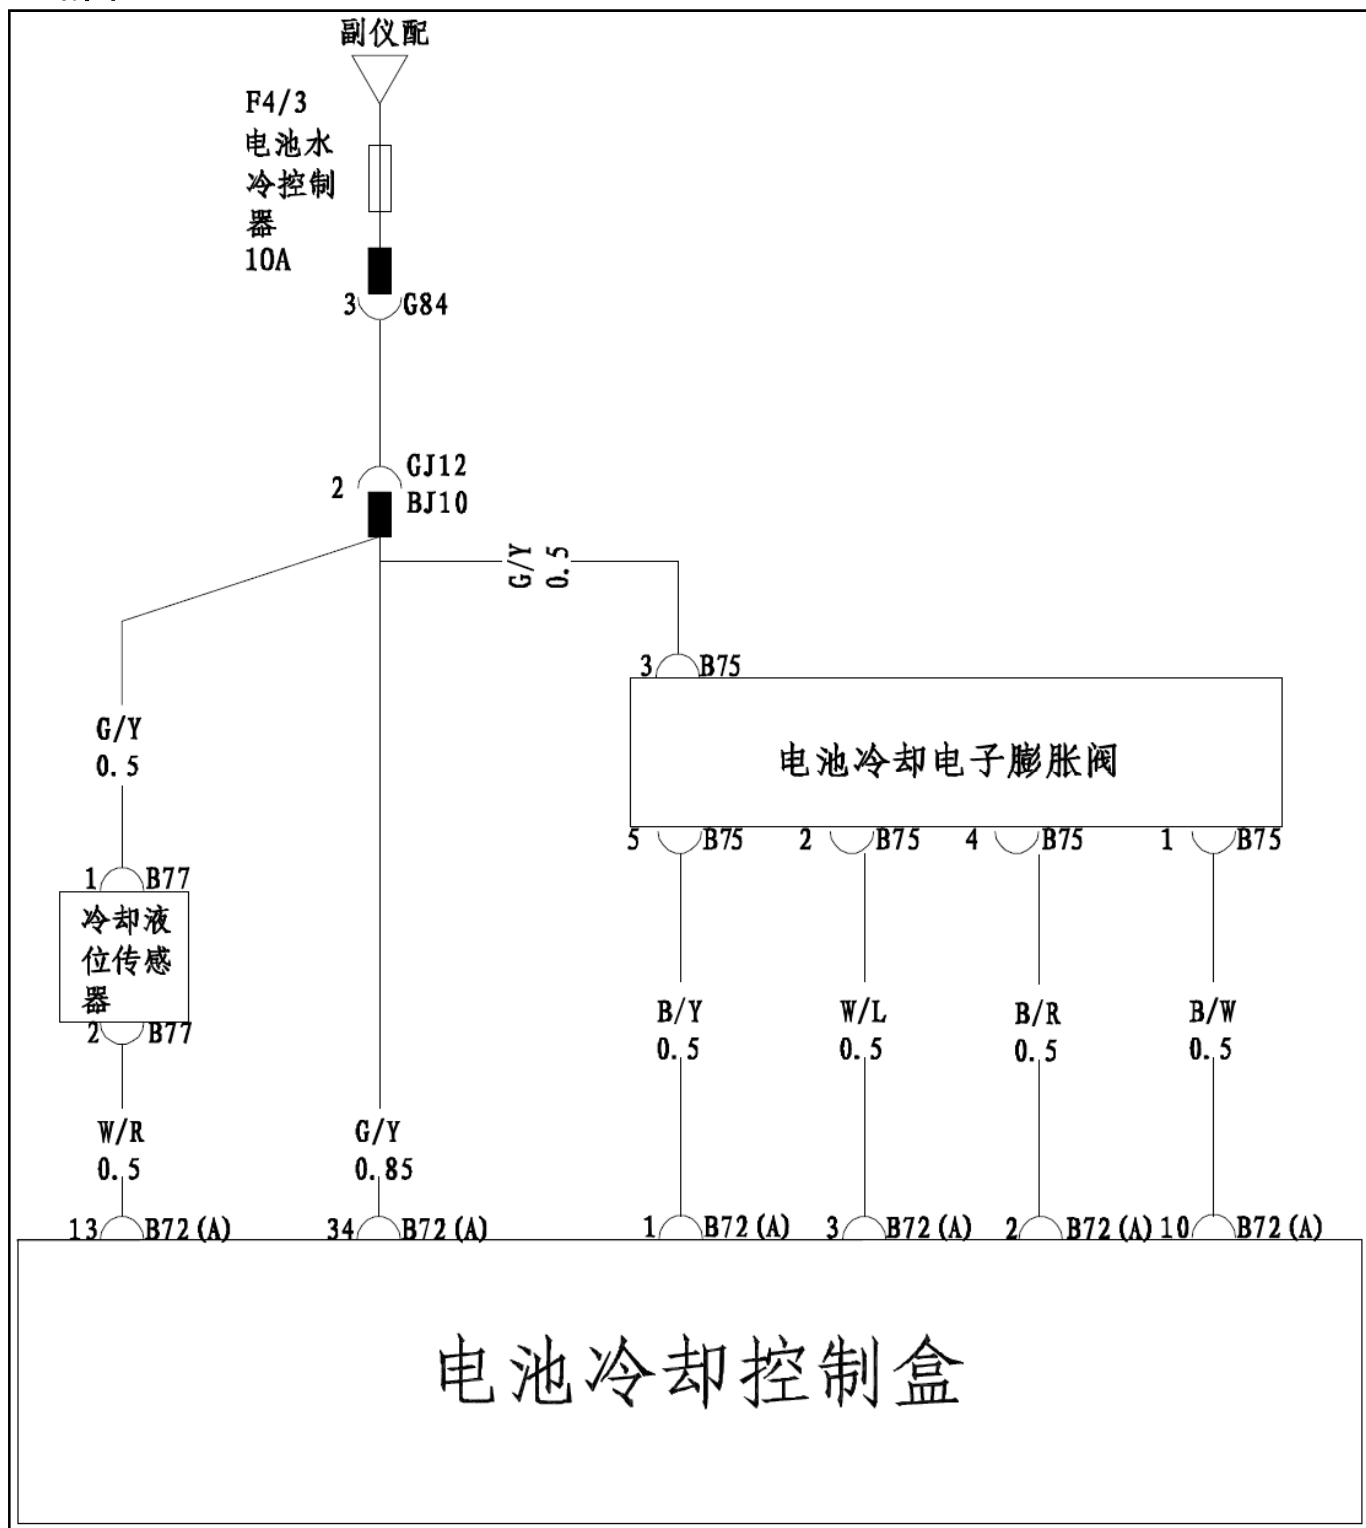 副仪配
F4/3
电池水
冷控制
器
10A
3 G84
GJ12
2
BJ10
G/Y
0.5
3 B75
G/Y
0.5
电池冷却电子膨胀阀
5 B75 2 B75 4 B75 1 B75
1 B77
冷却液
位传感
器
2 B77
B/Y W/L B/R B/W
0.5 0.5 0.5 0.5
W/R G/Y
0.5 0.85
13 B72(A) 34 B72(A) 1 B72(A) 3 B72(A) 2 B72(A) 10 B72(A)
电池冷却控制盒